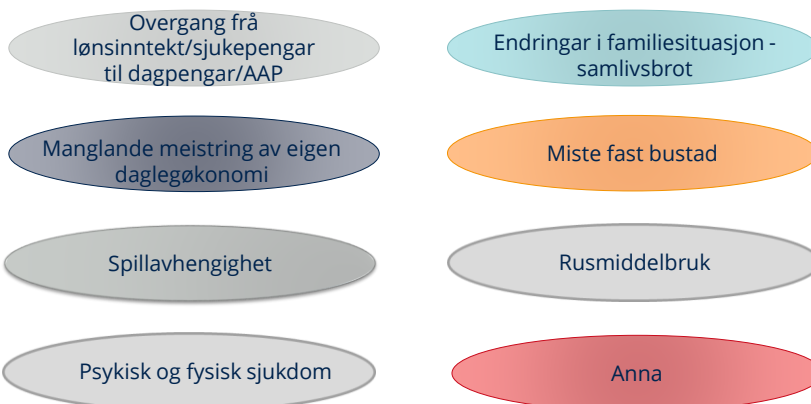 Overgang frå
lønsinntekt/sjukepengar
til dagpengar/AAP
Endringar i familiesituasjon -
samlivsbrot
Manglande meistring av eigen
daglegøkonomi
Miste fast bustad
Spillavhengighet
Rusmiddelbruk
Psykisk og fysisk sjukdom
Anna